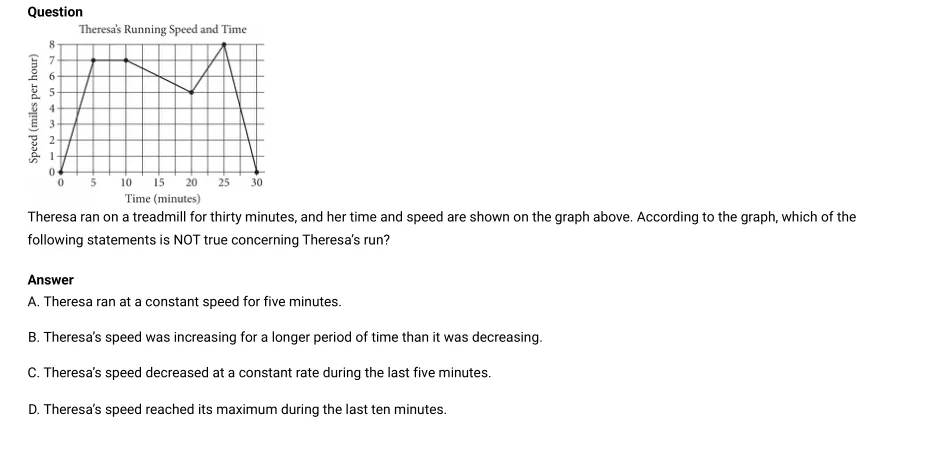 Question
Theresa's Running Speed and Time
Speed (miles per hour)
8
7
6
5
4
3
2
1
0
0 5 10 15 20 25 30
Time (minutes)
Theresa ran on a treadmill for thirty minutes, and her time and speed are shown on the graph above. According to the graph, which of the
following statements is NOT true concerning Theresa's run?
Answer
A. Theresa ran at a constant speed for five minutes.
B. Theresa's speed was increasing for a longer period of time than it was decreasing.
C. Theresa's speed decreased at a constant rate during the last five minutes.
D. Theresa's speed reached its maximum during the last ten minutes.